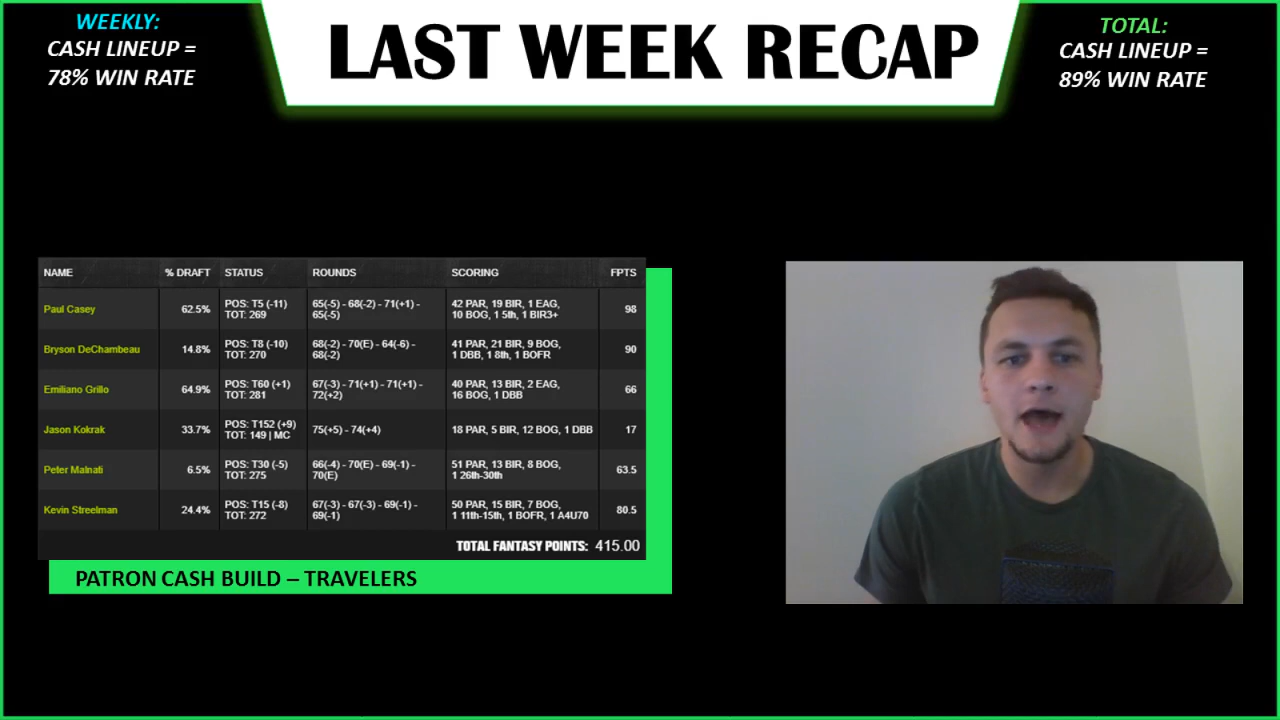 WEEKLY:
CASH LINEUP =
78% WIN RATE
LAST WEEK RECAP
TOTAL:
CASH LINEUP =
89% WIN RATE
NAME % DRAFT STATUS ROUNDS SCORING FPTS
Paul Casey 62.5% POS: T5 (-11) 65(-5) - 68(-2) - 71(+1) - 42 PAR, 19 BIR, 1 EAG, 98
TOT: 269 65(-5) 10 BOG, 1 5th, 1 BIR3+
Bryson DeChambeau 14.8% POS: T8 (-10) 68(-2) - 70(E) - 64(-6) - 41 PAR, 21 BIR, 9 BOG, 90
TOT: 270 68(-2) 1 DBB, 1 8th, 1 BOFR
Emiliano Grillo 64.9% POS: T60 (+1) 67(-3) - 71(+1) - 71(+1) - 40 PAR, 13 BIR, 2 EAG, 66
TOT: 281 72(+2) 16 BOG, 1 DBB
Jason Kokrak 33.7% POS: T152 (+9) 75(+5) - 74(+4) 18 PAR, 5 BIR, 12 BOG, 1 DBB 17
TOT: 149 | MC
Peter Malnati 6.5% POS: T30 (-5) 66(-4) - 70(E) - 69(-1) - 51 PAR, 13 BIR, 8 BOG, 63.5
TOT: 275 70(E) 1 26th-30th
Kevin Streelman 24.4% POS: T15 (-8) 67(-3) - 67(-3) - 69(-1) - 50 PAR, 15 BIR, 7 BOG, 80.5
TOT: 272 69(-1) 1 11th-15th, 1 BOFR, 1 A4U70
TOTAL FANTASY POINTS: 415.00
PATRON CASH BUILD – TRAVELERS